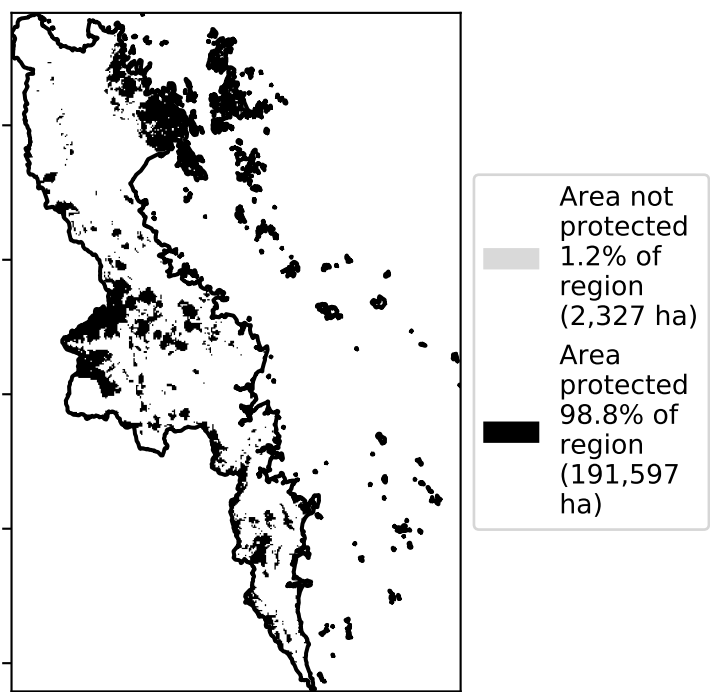 Area not
protected
1.2% of
region
(2,327 ha)
Area
protected
98.8% of
region
(191,597
ha)